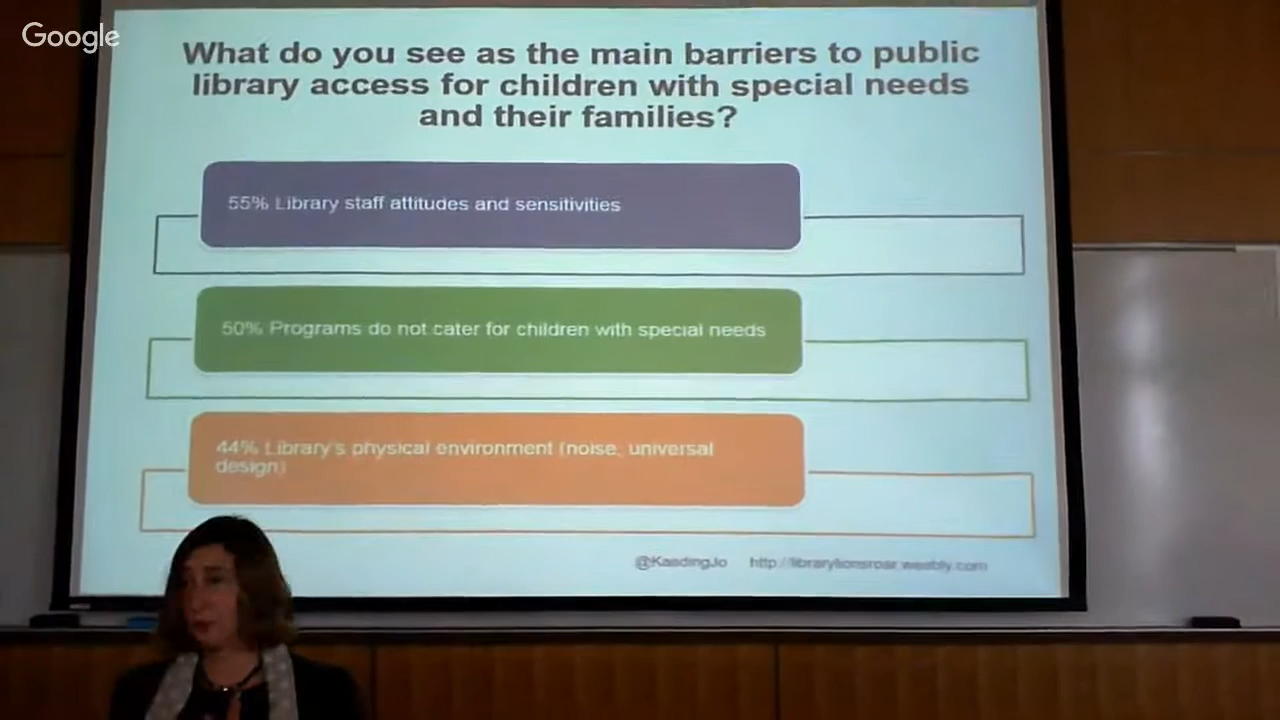 Google
What do you see as the main barriers to public
library access for children with special needs
and their families?
55% Library staff attitudes and sensitivities
50% Programs do not cater for children with special needs
44% Library's physical environment (noise, universal
design)
@KaedingJo http://librarylionsroar.weebly.com